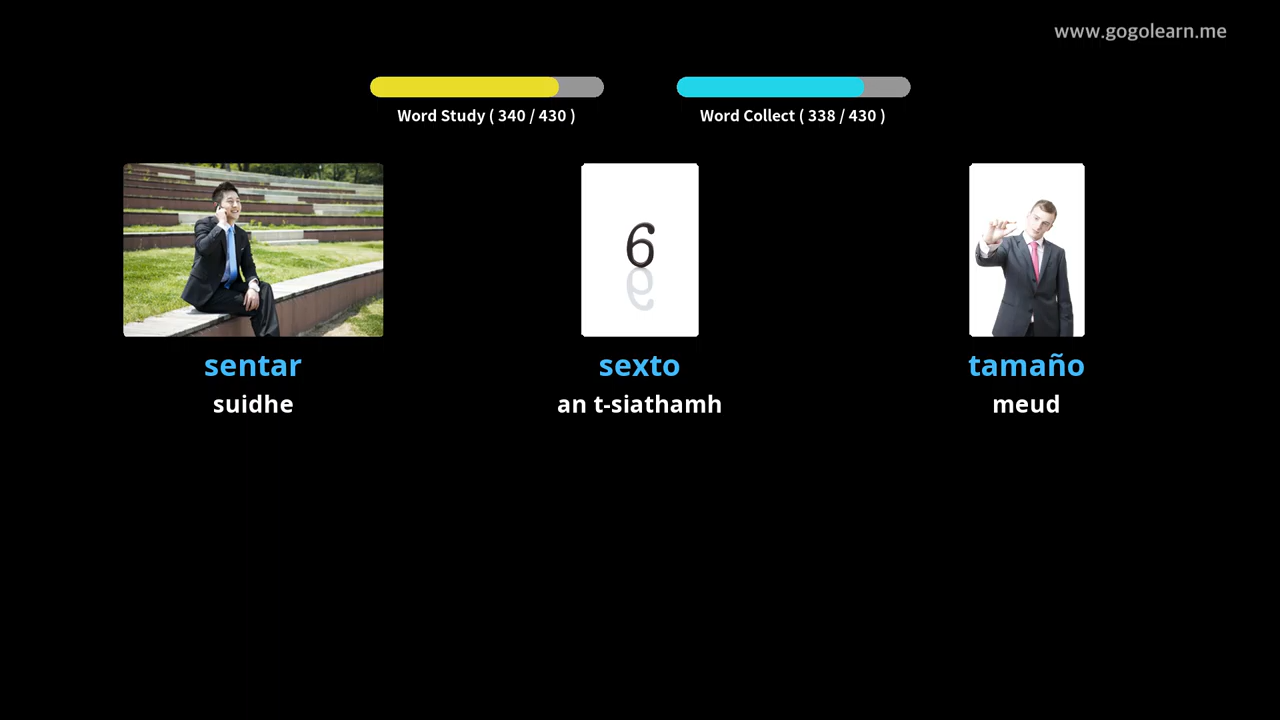 www.gogolearn.me
Word Study ( 340 / 430 )
Word Collect ( 338 / 430 )
6
sentar
sexto
tamaño
suidhe
an t-siathamh
meud